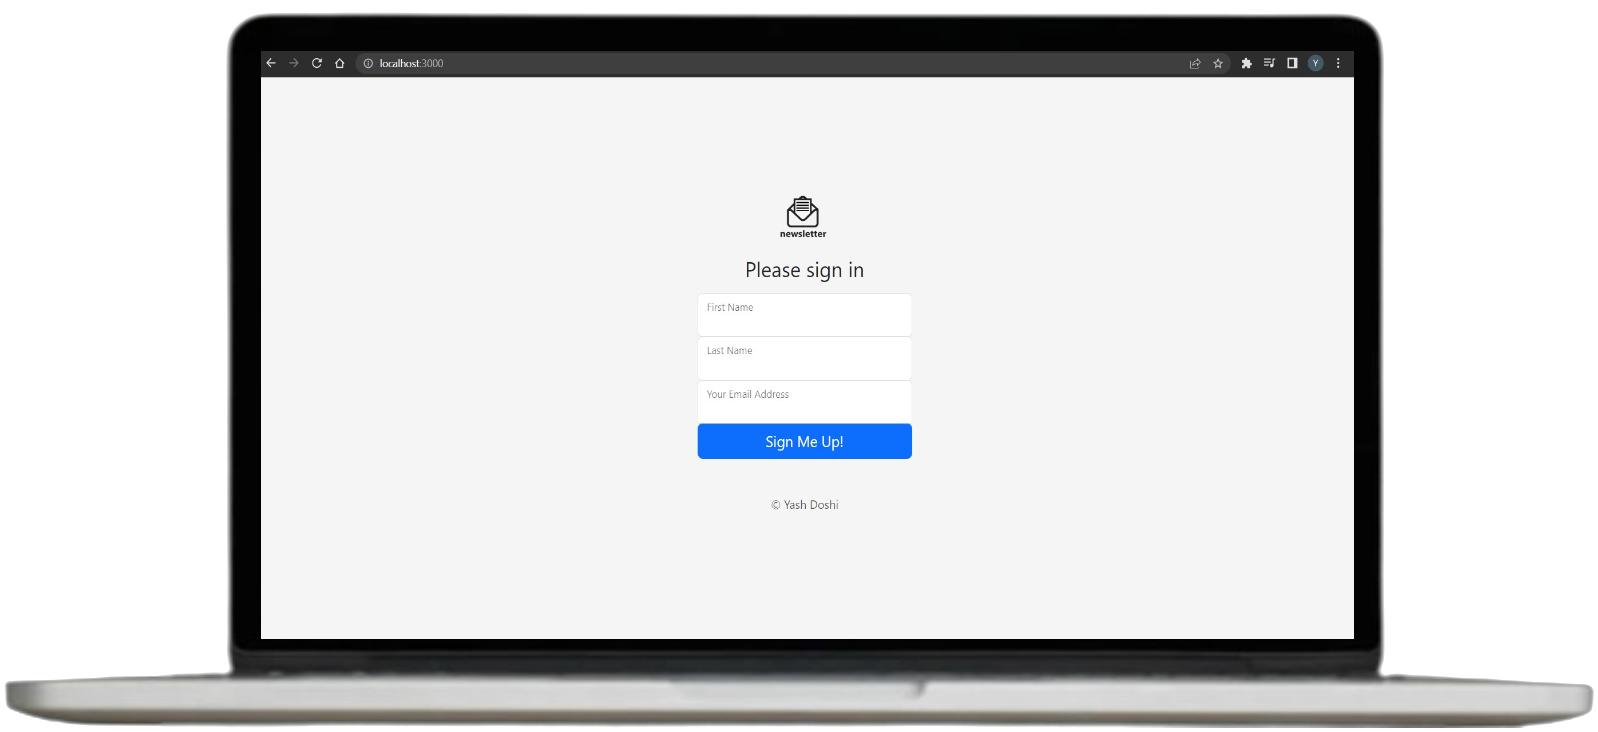 localhost:3000
Y
newsletter
Please sign in
First Name
Last Name
Your Email Address
Sign Me Up!
© Yash Doshi